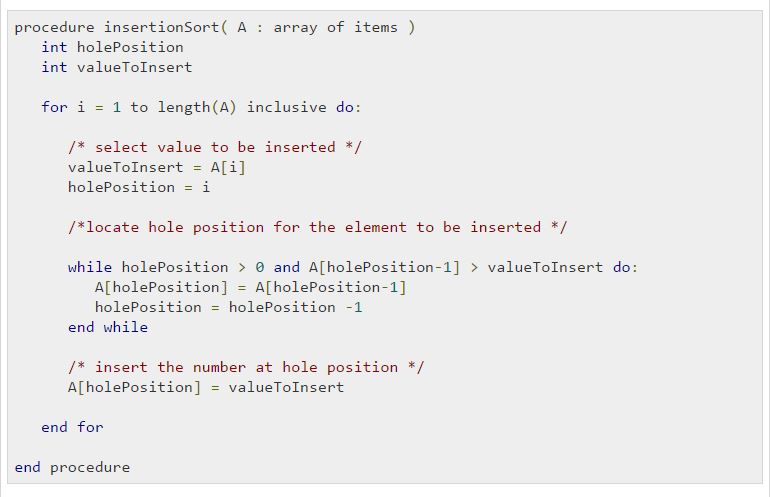 procedure insertionSort( A : array of items )
   int holePosition
   int valueToInsert

   for i = 1 to length(A) inclusive do:

      /* select value to be inserted */
      valueToInsert = A[i]
      holePosition = i

      /*locate hole position for the element to be inserted */

      while holePosition > 0 and A[holePosition-1] > valueToInsert do:
         A[holePosition] = A[holePosition-1]
         holePosition = holePosition -1
      end while

      /* insert the number at hole position */
      A[holePosition] = valueToInsert

   end for

end procedure